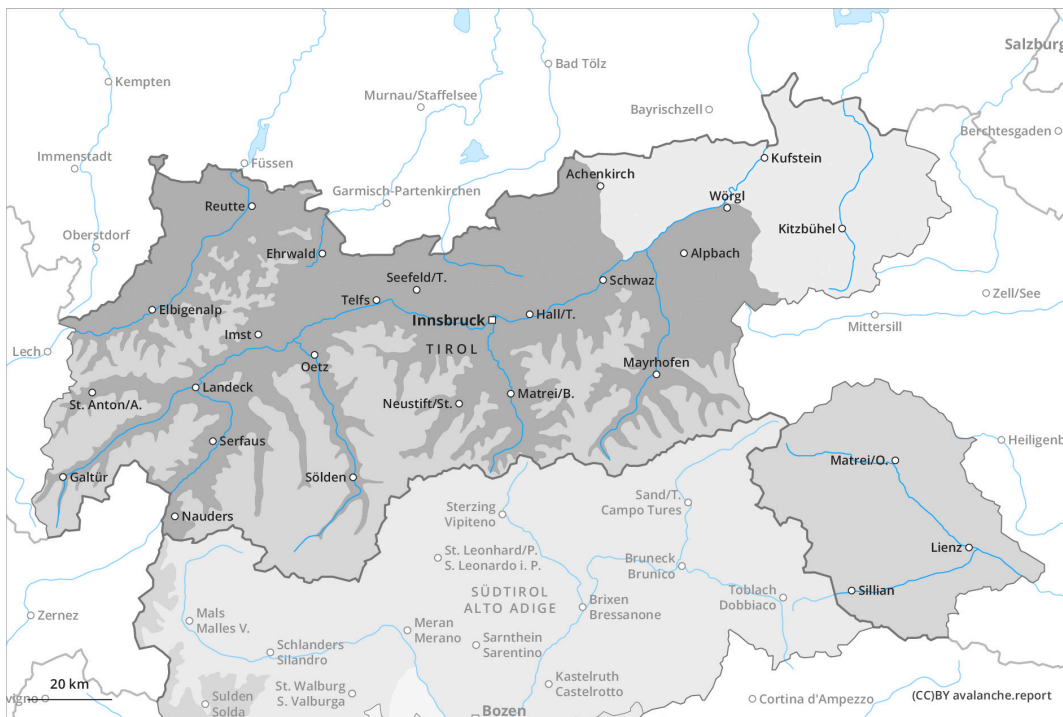 Salzburg
Bad Tölz
Kempten
Murnau/Staffelsee
Bayrischzell
Berchtesgaden
Immenstadt
Füssen
Kufstein
Achenkirch
Garmisch-Partenkirchen
Reutte
Wörgl
Oberstdorf
Kitzbühel
Ehrwald
Alpbach
Seefeld/T.
Schwaz
Telfs
Zell/See
Elbigenalp
Innsbruck
Hall/T.
Mittersill
Imst
TIROL
Lech
Oetz
Mayrhofen
Landeck
St. Anton/A.
Neustift/St.
Matrei/B.
Serfaus
Heiligenb
Matrei/O.
Galtür
Sölden
Sand/T.
Campo Tures
Sterzing
Vipiteno
Nauders
Lienz
St. Leonhard/P.
S. Leonardo i. P.
Bruneck
Brunico
SÜDTIROL
ALTO ADIGE
Sillian
Toblach
Dobbiaco
Brixen
Bressanone
Zernez
Mals
Malles V.
Meran
Merano
Sarnthein
Sarentino
Schlanders
Silandro
Kastelruth
Castelrotto
20 km
St. Walburg
S. Valburga
vigno
Sulden
Solda
Cortina d'Ampezzo
(CC)BY avalanche.report
Bozen